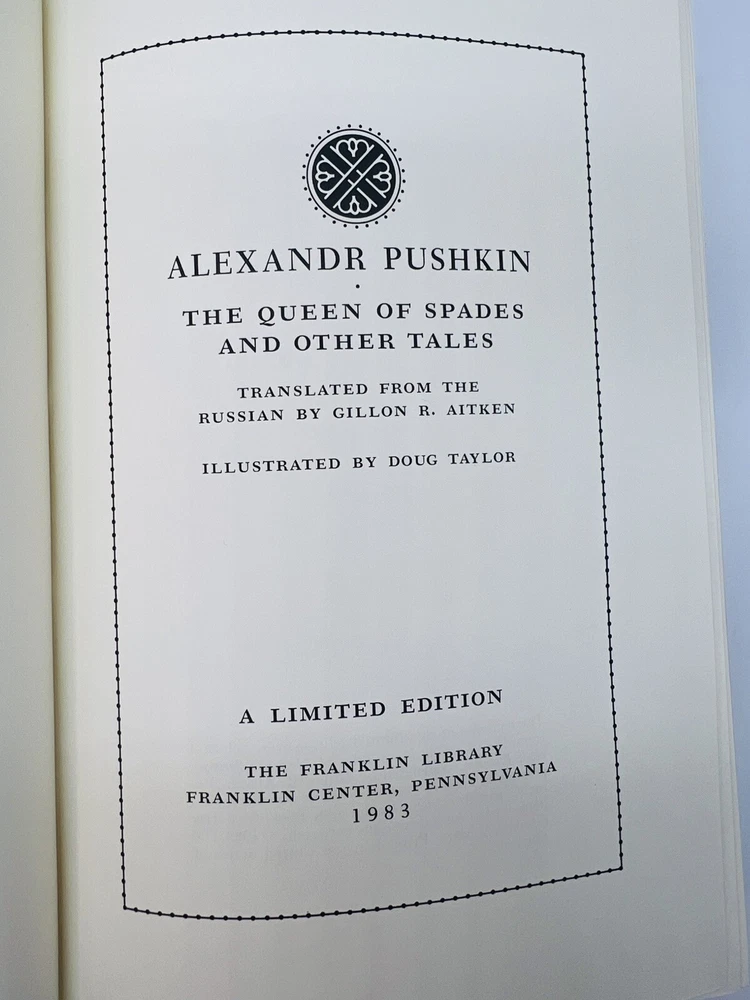 ALEXANDR PUSHKIN
THE QUEEN OF SPADES
AND OTHER TALES
TRANSLATED FROM THE
RUSSIAN BY GILLON R. AITKEN
ILLUSTRATED BY DOUG TAYLOR
A LIMITED EDITION
THE FRANKLIN LIBRARY
FRANKLIN CENTER, PENNSYLVANIA
1983